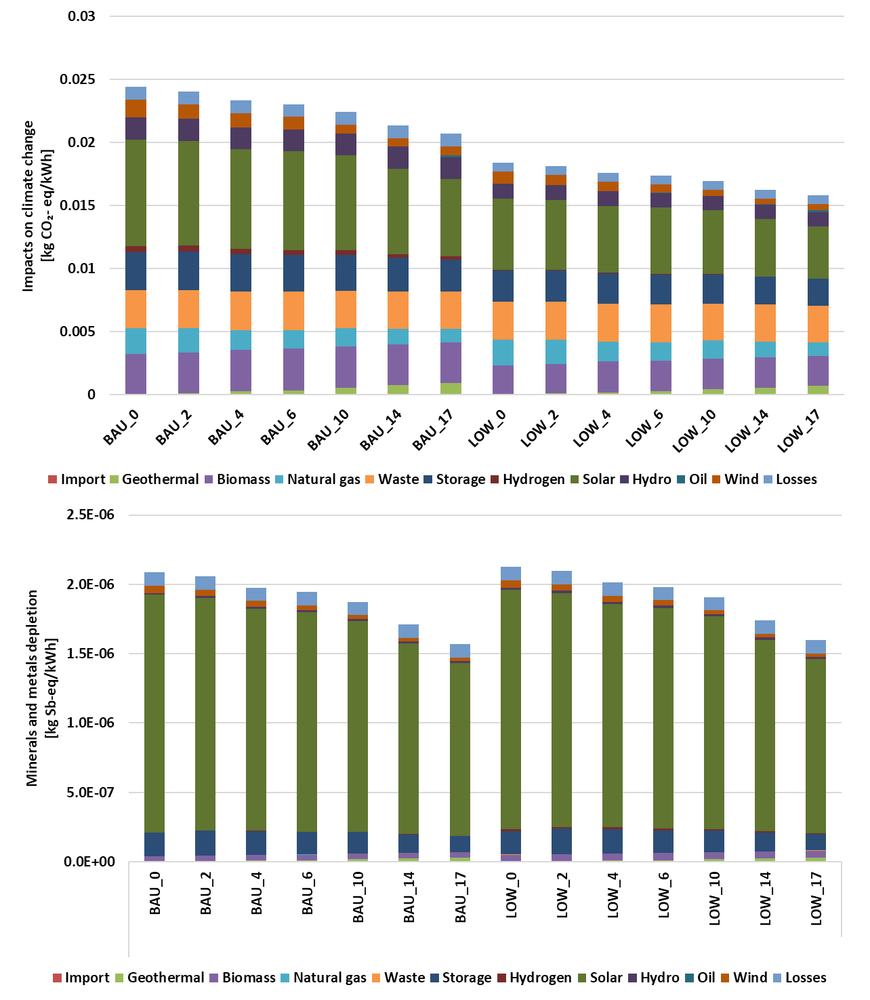 0.03
0.025
0.02
0.015
0.01
0.005
0
Impacts on climate change
[kg CO₂- eq/kWh]
BAU_0 BAU_2 BAU_4 BAU_6 BAU_10 BAU_14 BAU_17 LOW_0 LOW_2 LOW_4 LOW_6 LOW_10 LOW_14 LOW_17
Import Geothermal Biomass Natural gas Waste Storage Hydrogen Solar Hydro Oil Wind Losses
2.5E-06
2.0E-06
1.5E-06
1.0E-06
5.0E-07
0.0E+00
Minerals and metals depletion
[kg Sb-eq/kWh]
BAU_0 BAU_2 BAU_4 BAU_6 BAU_10 BAU_14 BAU_17 LOW_0 LOW_2 LOW_4 LOW_6 LOW_10 LOW_14 LOW_17
Import Geothermal Biomass Natural gas Waste Storage Hydrogen Solar Hydro Oil Wind Losses